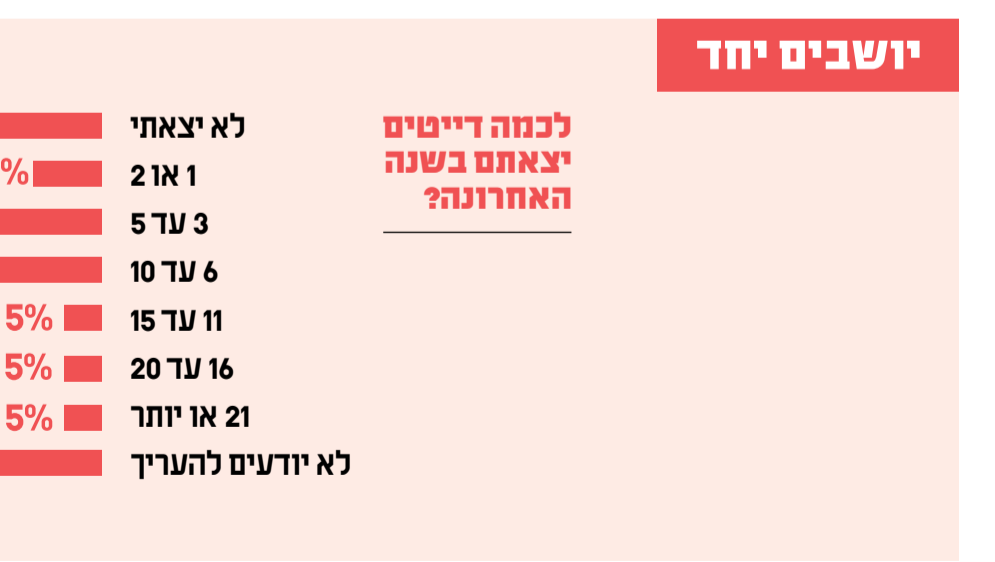 יושבים יחד
לכמה דייטים
יצאתם בשנה
האחרונה?
לא יצאתי
1 או 2 %
3 עד 5
6 עד 10
11 עד 15 5%
16 עד 20 5%
21 או יותר 5%
לא יודעים להעריך